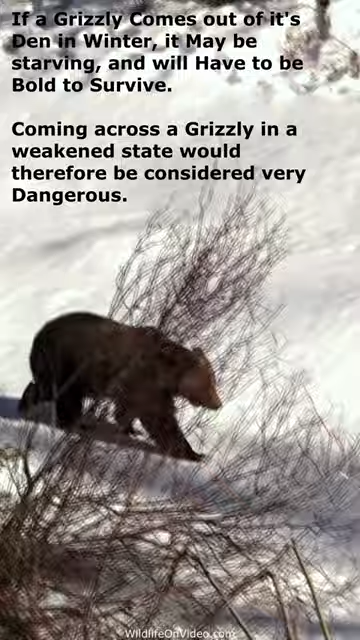 If a Grizzly Comes out of it's
Den in Winter, it May be
starving, and will Have to be
Bold to Survive.
Coming across a Grizzly in a
weakened state would
therefore be considered very
Dangerous.
WildlifeOnVideo.com